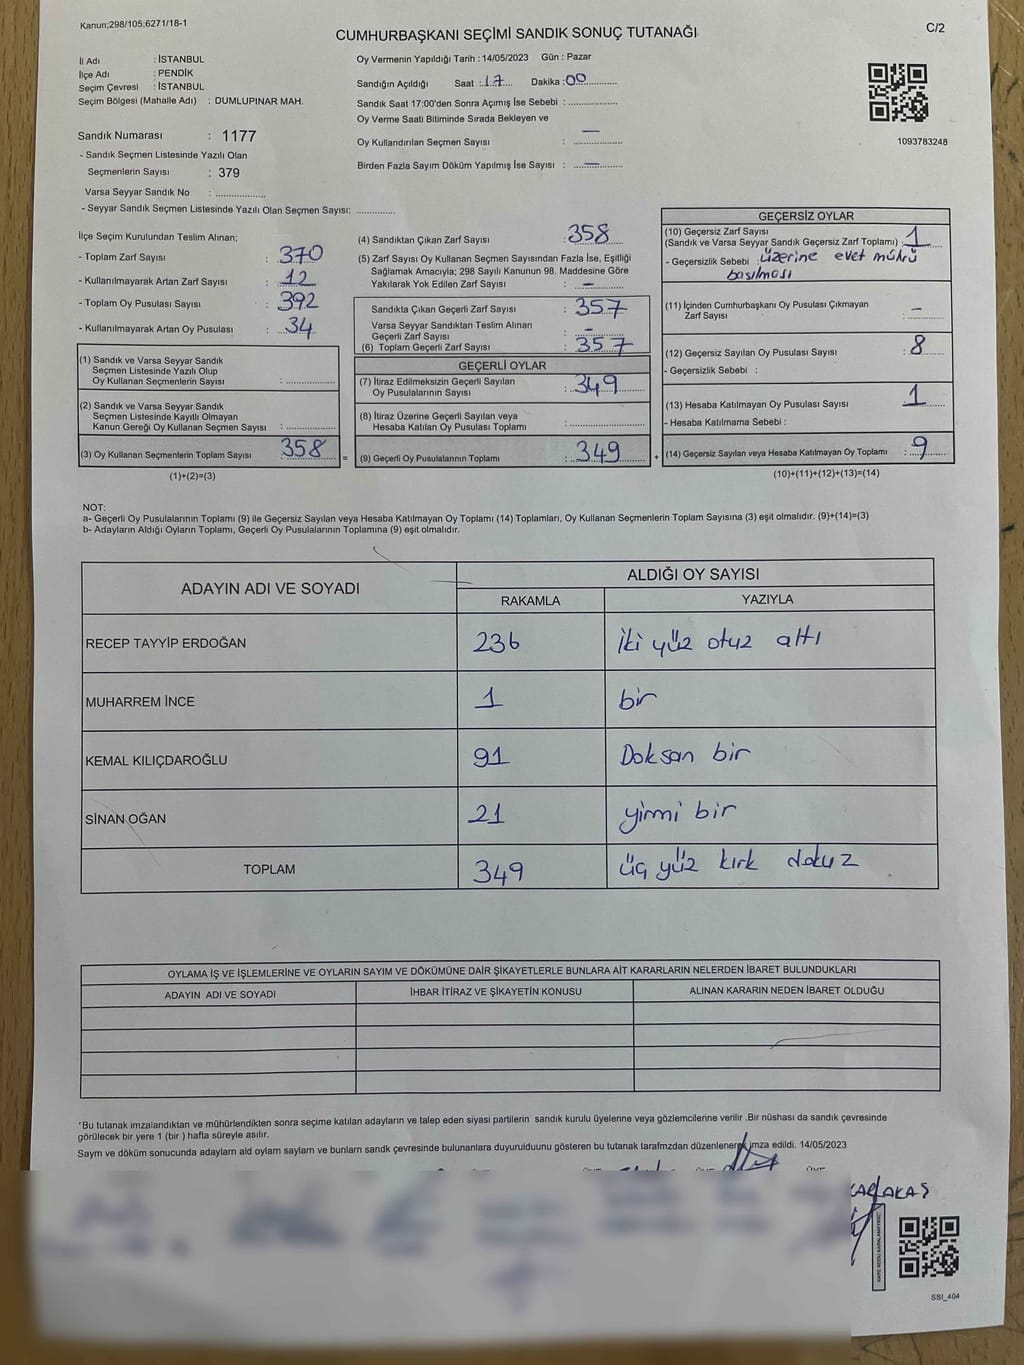 Kanun;298/105;6271/18-1
CUMHURBAŞKANI SEÇİMİ SANDIK SONUÇ TUTANAĞI
C/2
İl Adı : İSTANBUL
İlçe Adı : PENDİK
Seçim Çevresi : İSTANBUL
Seçim Bölgesi (Mahalle Adı) : DUMLUPINAR MAH.
Sandık Numarası : 1177
- Sandık Seçmen Listesinde Yazılı Olan
Seçmenlerin Sayısı : 379
Varsa Seyyar Sandık No : ..................
- Seyyar Sandık Seçmen Listesinde Yazılı Olan Seçmen Sayısı: ..............
Oy Vermenin Yapıldığı Tarih : 14/05/2023 Gün : Pazar
Sandığın Açıldığı Saat : 17 Dakika : 00
Sandık Saat 17:00'den Sonra Açımış İse Sebebi : ..................
Oy Verme Saati Bitiminde Sırada Bekleyen ve
Oy Kullandırılan Seçmen Sayısı : —
Birden Fazla Sayım Döküm Yapılmış İse Sayısı : —
1093783248
İlçe Seçim Kurulundan Teslim Alınan;
- Toplam Zarf Sayısı : 370
- Kullanılmayarak Artan Zarf Sayısı : 12
- Toplam Oy Pusulası Sayısı : 392
- Kullanılmayarak Artan Oy Pusulası : 34
(1) Sandık ve Varsa Seyyar Sandık
Seçmen Listesinde Yazılı Olup
Oy Kullanan Seçmenlerin Sayısı : ..................
(2) Sandık ve Varsa Seyyar Sandık
Seçmen Listesinde Kayıtlı Olmayan
Kanun Gereği Oy Kullanan Seçmen Sayısı : ..................
(3) Oy Kullanan Seçmenlerin Toplam Sayısı 358
(1)+(2)=(3)
(4) Sandıktan Çıkan Zarf Sayısı : 358
(5) Zarf Sayısı Oy Kullanan Seçmen Sayısından Fazla İse, Eşitliği
Sağlamak Amacıyla; 298 Sayılı Kanunun 98. Maddesine Göre
Yakılarak Yok Edilen Zarf Sayısı : —
Sandıkta Çıkan Geçerli Zarf Sayısı : 357
Varsa Seyyar Sandıktan Teslim Alınan
Geçerli Zarf Sayısı : —
(6) Toplam Geçerli Zarf Sayısı : 357
GEÇERLİ OYLAR
(7) İtiraz Edilmeksizin Geçerli Sayılan
Oy Pusulalarının Sayısı : 349
(8) İtiraz Üzerine Geçerli Sayılan veya
Hesaba Katılan Oy Pusulası Toplamı : ..................
= (9) Geçerli Oy Pusulalarının Toplamı : 349 +
GEÇERSİZ OYLAR
(10) Geçersiz Zarf Sayısı
(Sandık ve Varsa Seyyar Sandık Geçersiz Zarf Toplamı) : 1
- Geçersizlik Sebebi : üzerine evet mührü
basılması
(11) İçinden Cumhurbaşkanı Oy Pusulası Çıkmayan
Zarf Sayısı : —
(12) Geçersiz Sayılan Oy Pusulası Sayısı : 8
- Geçersizlik Sebebi :
(13) Hesaba Katılmayan Oy Pusulası Sayısı : 1
- Hesaba Katılmama Sebebi :
(14) Geçersiz Sayılan veya Hesaba Katılmayan Oy Toplamı : 9
(10)+(11)+(12)+(13)=(14)
NOT:
a- Geçerli Oy Pusulalarının Toplamı (9) ile Geçersiz Sayılan veya Hesaba Katılmayan Oy Toplamı (14) Toplamları, Oy Kullanan Seçmenlerin Toplam Sayısına (3) eşit olmalıdır. (9)+(14)=(3)
b- Adayların Aldığı Oyların Toplamı, Geçerli Oy Pusulalarının Toplamına (9) eşit olmalıdır.
ADAYIN ADI VE SOYADI
ALDIĞI OY SAYISI
RAKAMLA YAZIYLA
RECEP TAYYİP ERDOĞAN 236 İki yüz otuz altı
MUHARREM İNCE 1 bir
KEMAL KILIÇDAROĞLU 91 Doksan bir
SİNAN OĞAN 21 yirmi bir
TOPLAM 349 üç yüz kırk dokuz
OYLAMA İŞ VE İŞLEMLERİNE VE OYLARIN SAYIM VE DÖKÜMÜNE DAİR ŞİKAYETLERLE BUNLARA AİT KARARLARIN NELERDEN İBARET BULUNDUKLARI
ADAYIN ADI VE SOYADI İHBAR İTİRAZ VE ŞİKAYETİN KONUSU ALINAN KARARIN NEDEN İBARET OLDUĞU
*Bu tutanak imzalandıktan ve mühürlendikten sonra seçime katılan adayların ve talep eden siyasi partilerin sandık kurulu üyelerine veya gözlemcilerine verilir .Bir nüshası da sandık çevresinde
görülecek bir yere 1 (bir ) hafta süreyle asılır.
Sayım ve döküm sonucunda adayların ald oyların sayların ve bunların sandk çevresinde bulunanlara duyurulduunu gösteren bu tutanak tarafmzdan düzenlenerek imza edildi. 14/05/2023
SSI_404